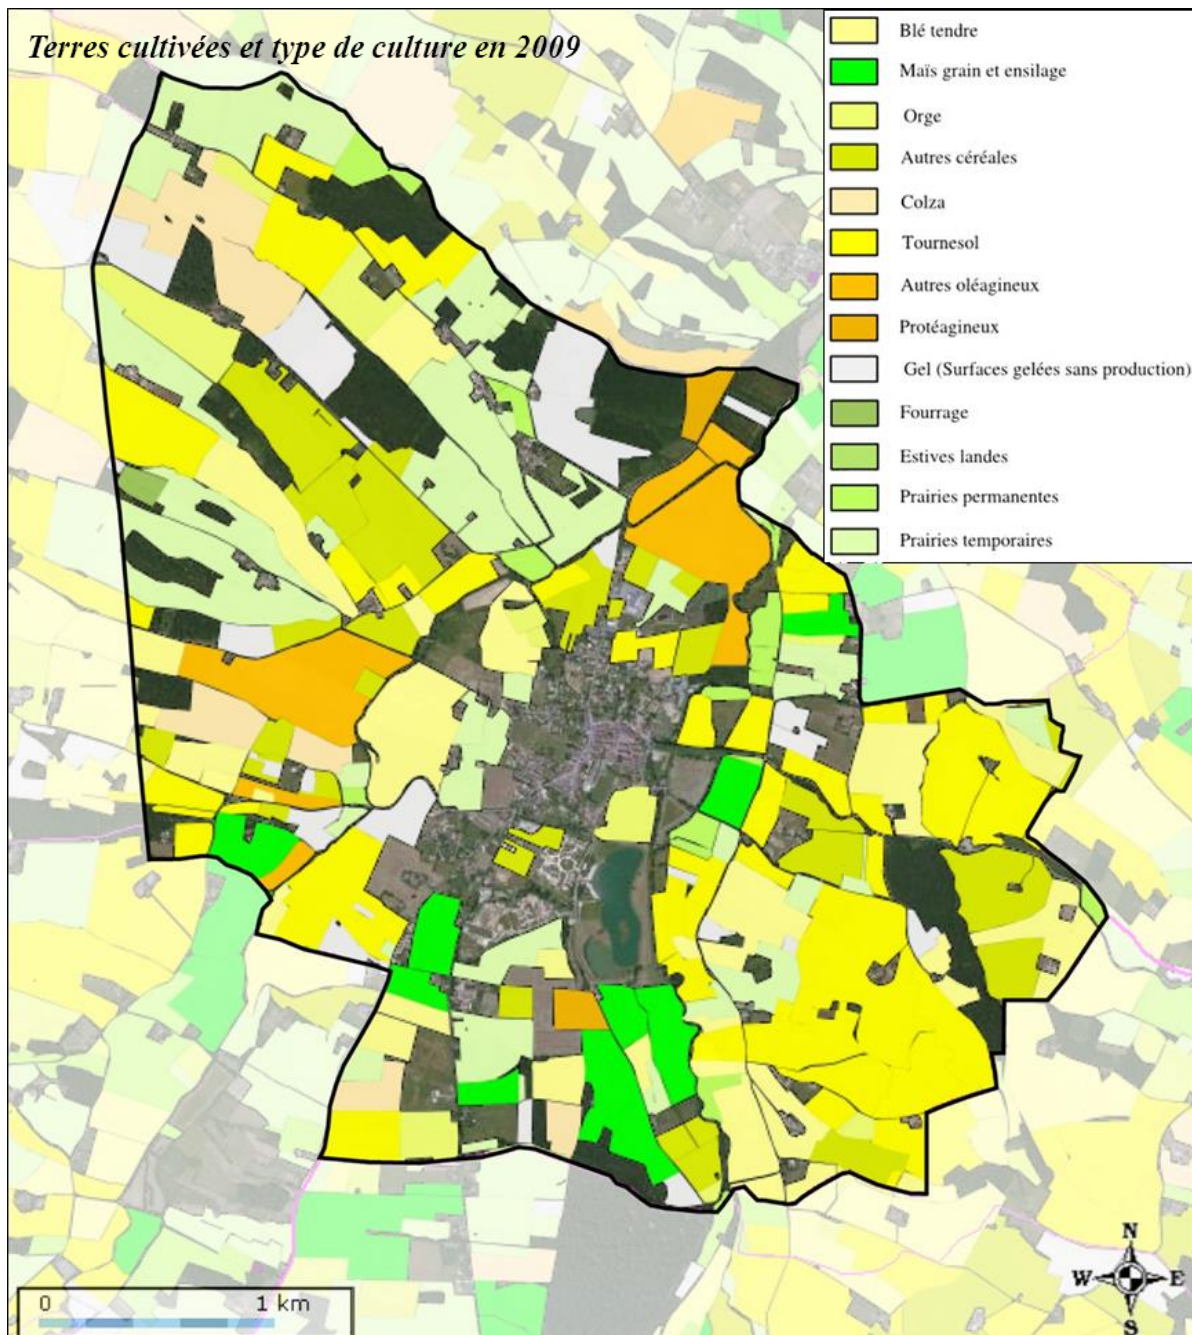 Terres cultivées et type de culture en 2009
Blé tendre
Maïs grain et ensilage
Orge
Autres céréales
Colza
Tournesol
Autres oléagineux
Protéagineux
Gel (Surfaces gelées sans production)
Fourrage
Estives landes
Prairies permanentes
Prairies temporaires
N
W E
S
0 1 km